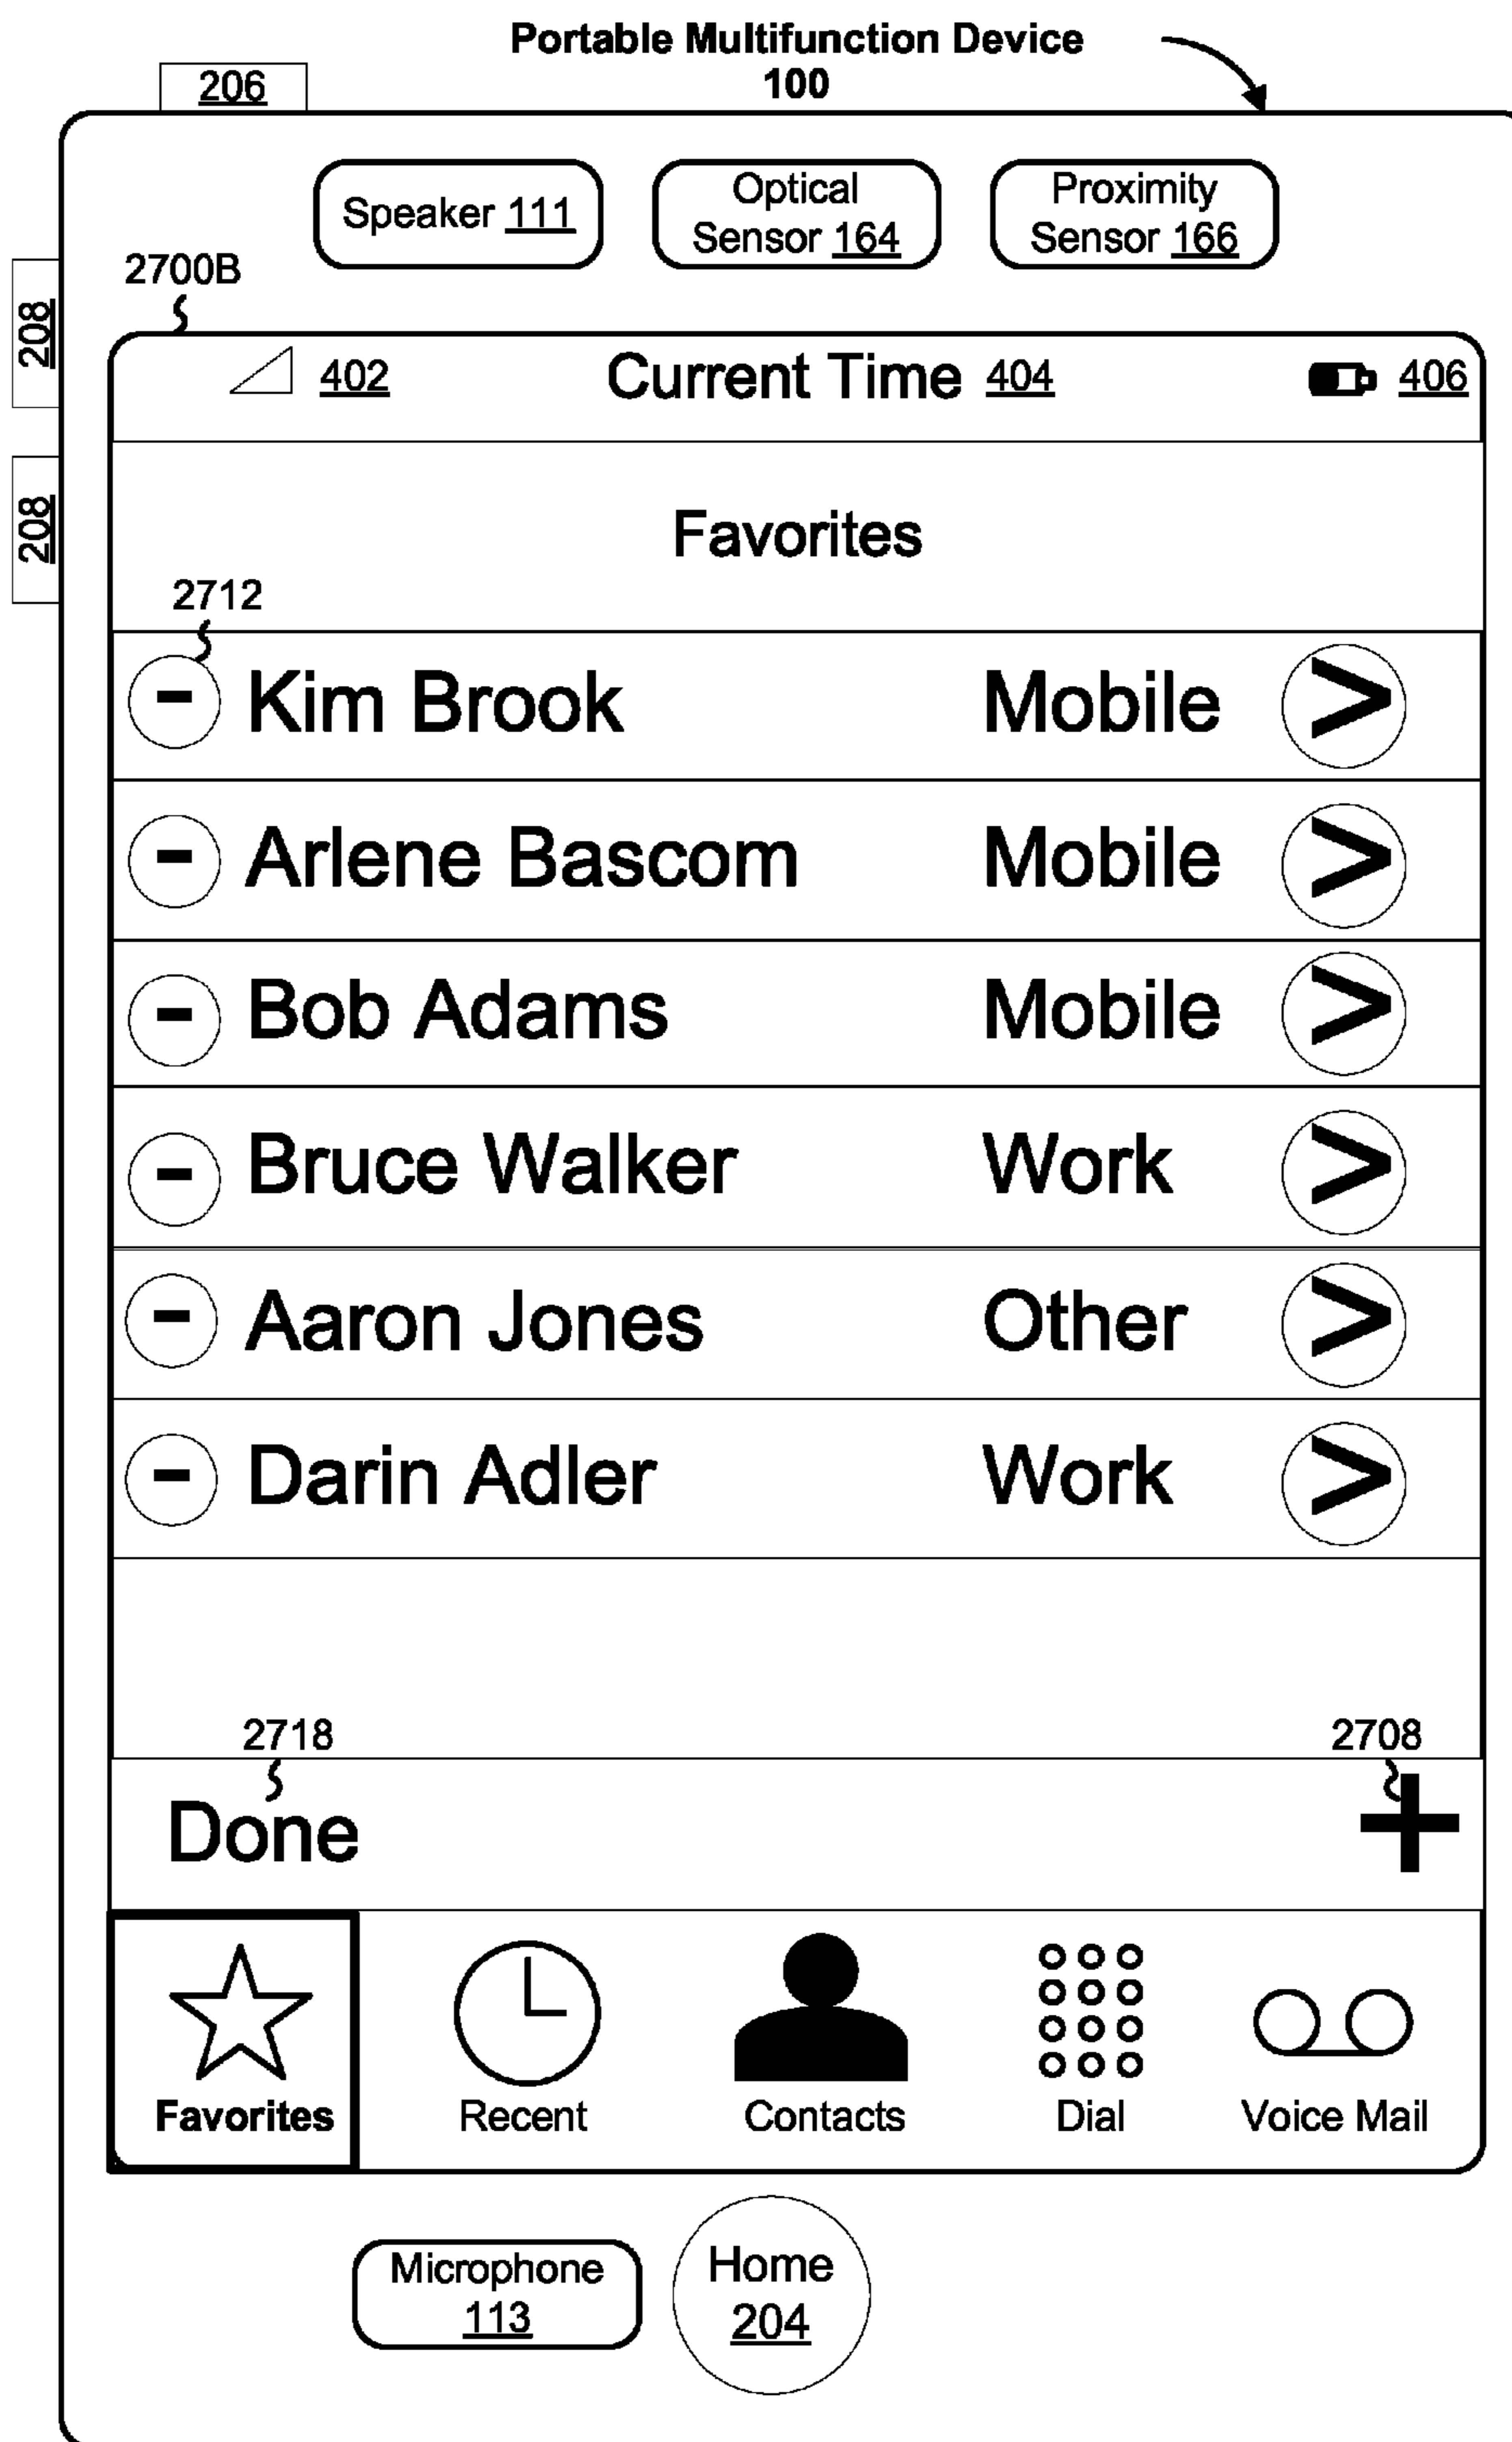 Portable Multifunction Device
100
206
Speaker 111
Optical
Sensor 164
Proximity
Sensor 166
2700B
208
402 Current Time 404 406
208
Favorites
2712
- Kim Brook Mobile >
- Arlene Bascom Mobile >
- Bob Adams Mobile >
- Bruce Walker Work >
- Aaron Jones Other >
- Darin Adler Work >
2718 2708
Done +
Favorites Recent Contacts Dial Voice Mail
Microphone
113
Home
204